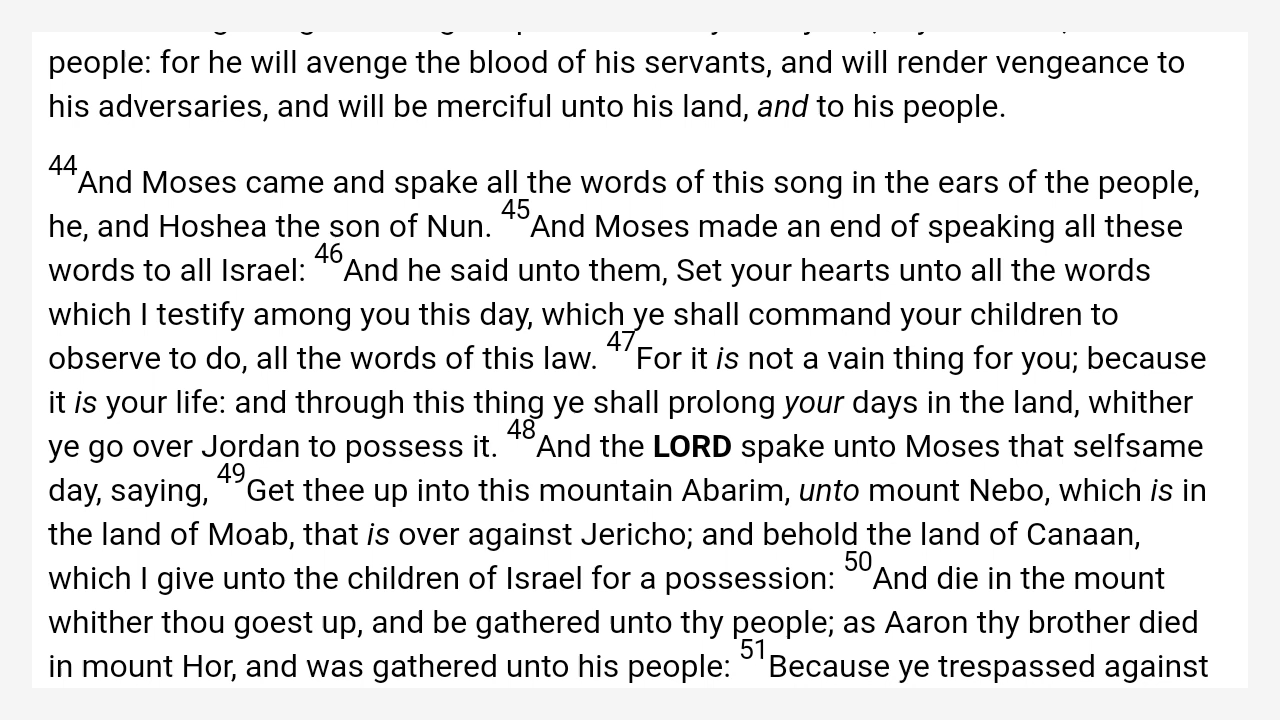 people: for he will avenge the blood of his servants, and will render vengeance to
his adversaries, and will be merciful unto his land, and to his people.
44And Moses came and spake all the words of this song in the ears of the people,
he, and Hoshea the son of Nun. 45And Moses made an end of speaking all these
words to all Israel: 46And he said unto them, Set your hearts unto all the words
which I testify among you this day, which ye shall command your children to
observe to do, all the words of this law. 47For it is not a vain thing for you; because
it is your life: and through this thing ye shall prolong your days in the land, whither
ye go over Jordan to possess it. 48And the LORD spake unto Moses that selfsame
day, saying, 49Get thee up into this mountain Abarim, unto mount Nebo, which is in
the land of Moab, that is over against Jericho; and behold the land of Canaan,
which I give unto the children of Israel for a possession: 50And die in the mount
whither thou goest up, and be gathered unto thy people; as Aaron thy brother died
in mount Hor, and was gathered unto his people: 51Because ye trespassed against